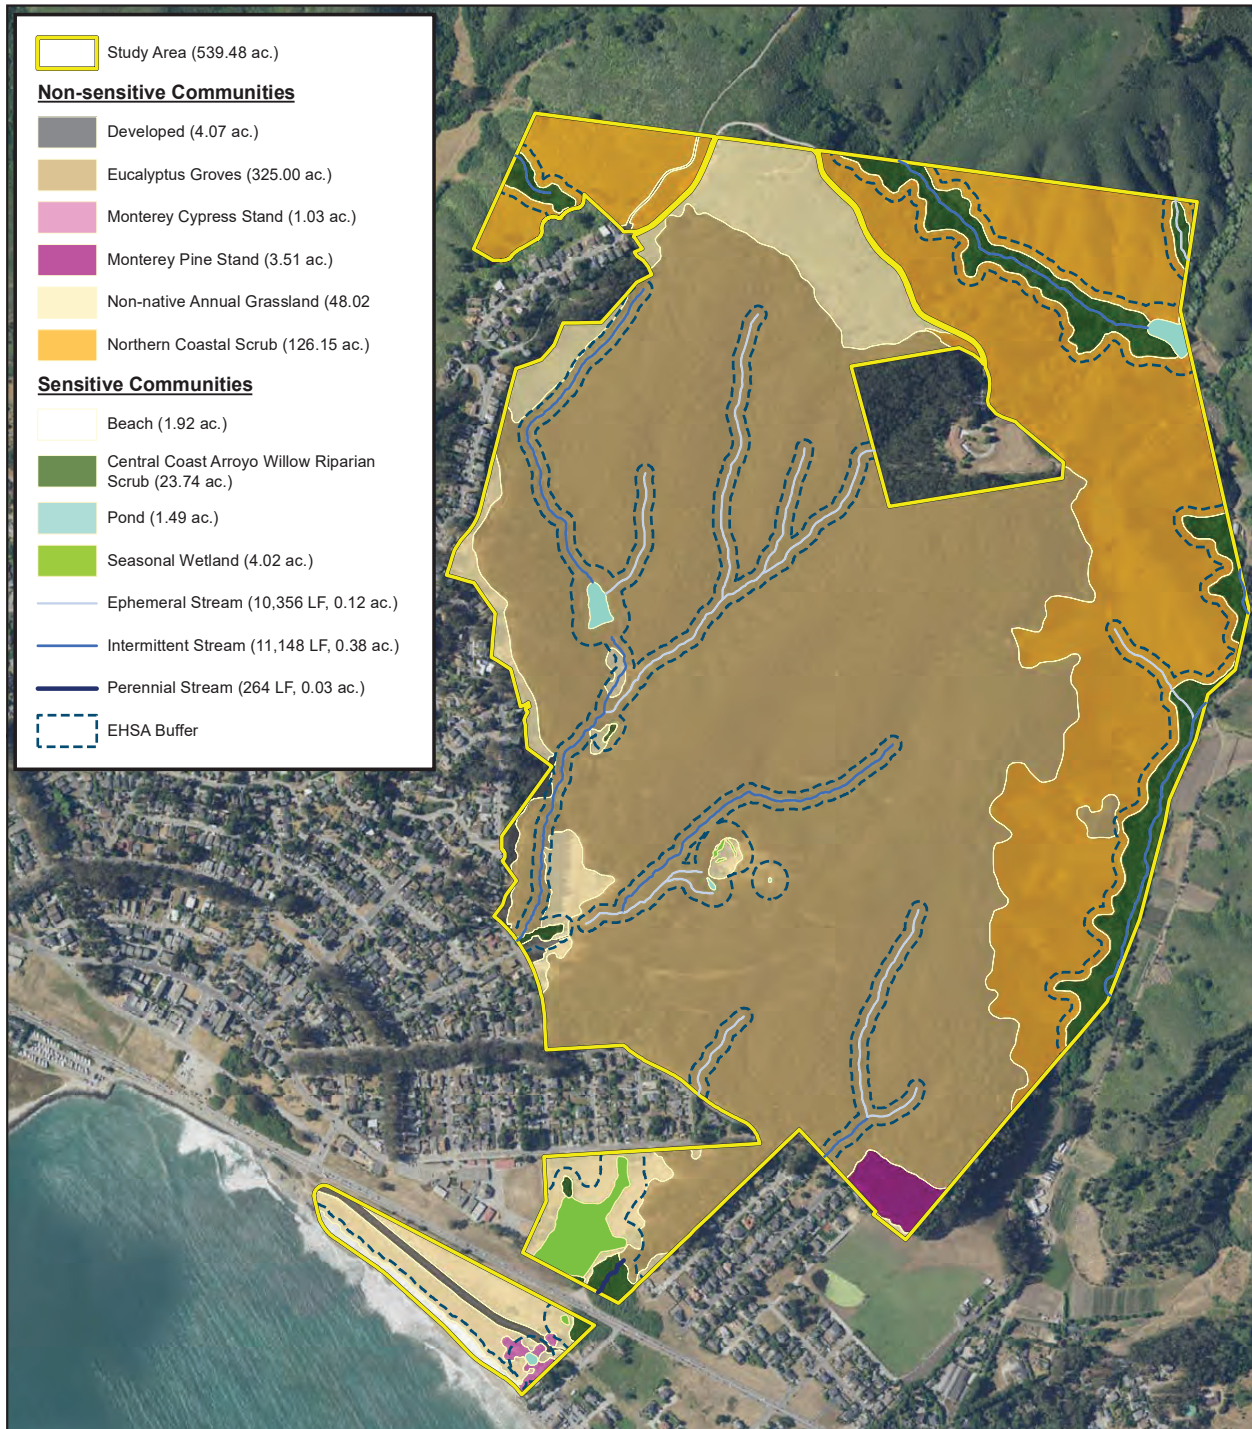 Study Area (539.48 ac.)
Non-sensitive Communities
Developed (4.07 ac.)
Eucalyptus Groves (325.00 ac.)
Monterey Cypress Stand (1.03 ac.)
Monterey Pine Stand (3.51 ac.)
Non-native Annual Grassland (48.02
Northern Coastal Scrub (126.15 ac.)
Sensitive Communities
Beach (1.92 ac.)
Central Coast Arroyo Willow Riparian
Scrub (23.74 ac.)
Pond (1.49 ac.)
Seasonal Wetland (4.02 ac.)
Ephemeral Stream (10,356 LF, 0.12 ac.)
Intermittent Stream (11,148 LF, 0.38 ac.)
Perennial Stream (264 LF, 0.03 ac.)
EHSA Buffer